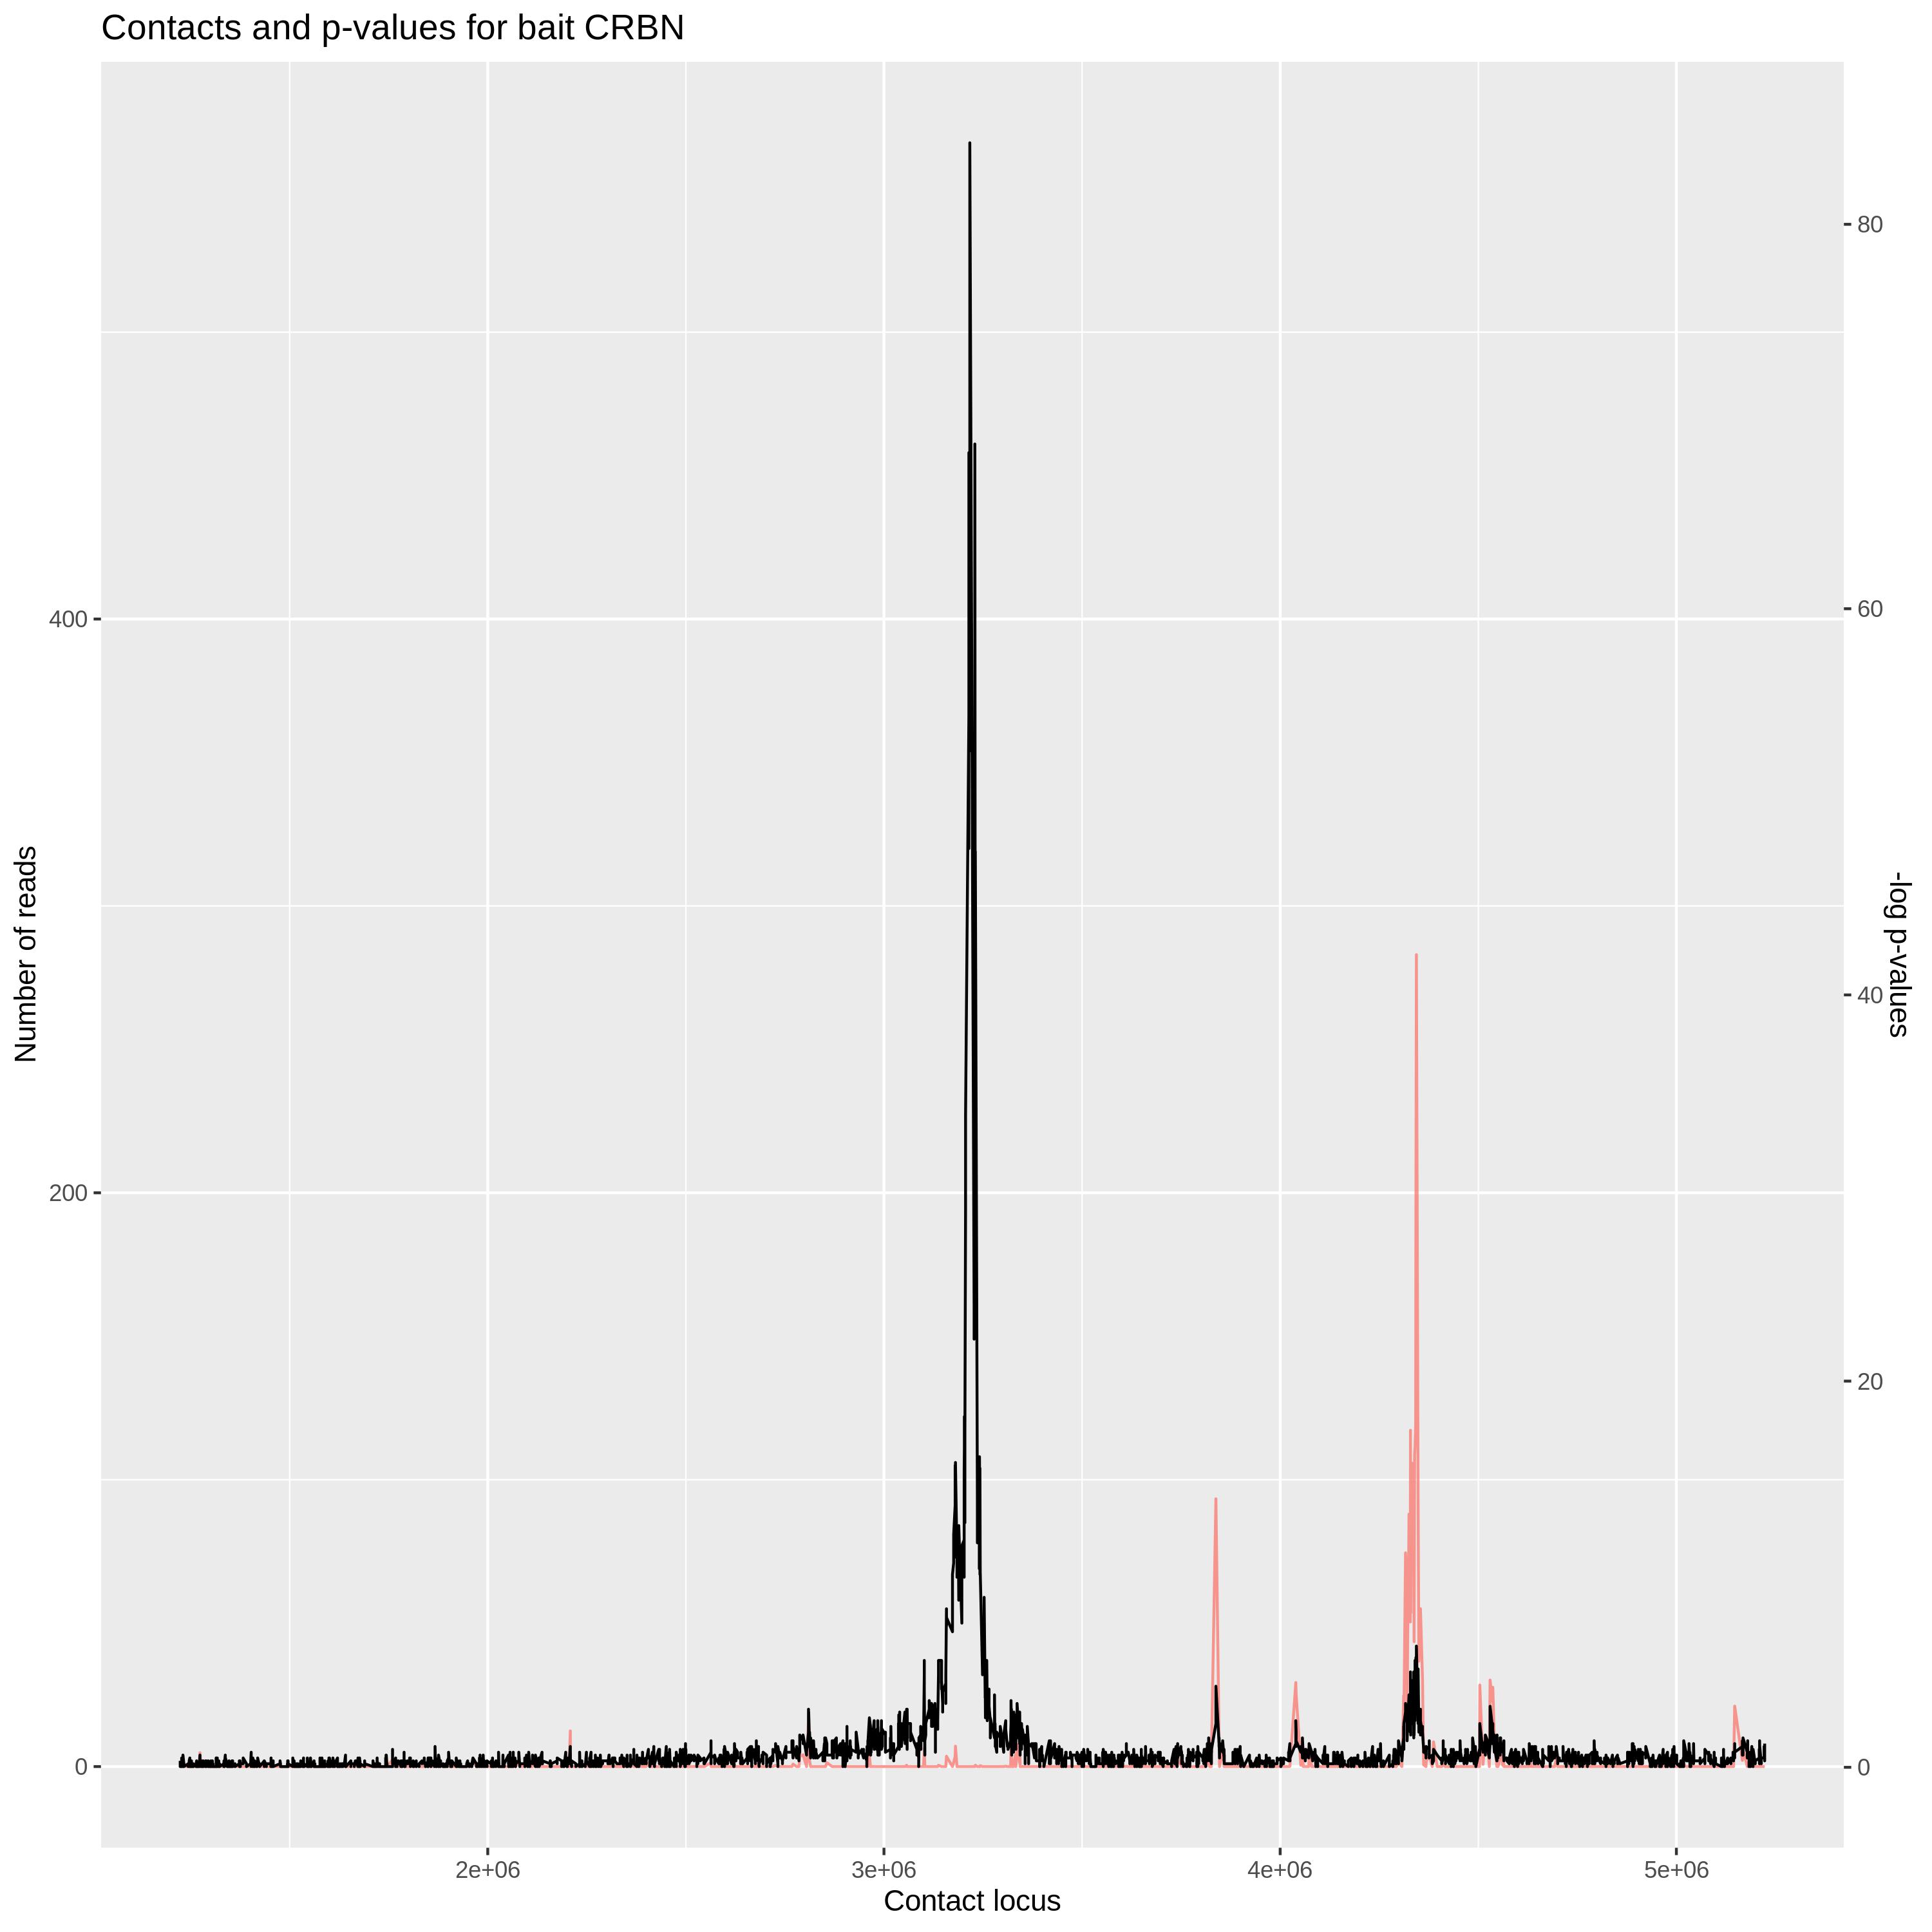 Contacts and p-values for bait CRBN
80
400
60
Number of reads
-log p-values
40
200
20
0
0
2e+06
3e+06
4e+06
5e+06
Contact locus